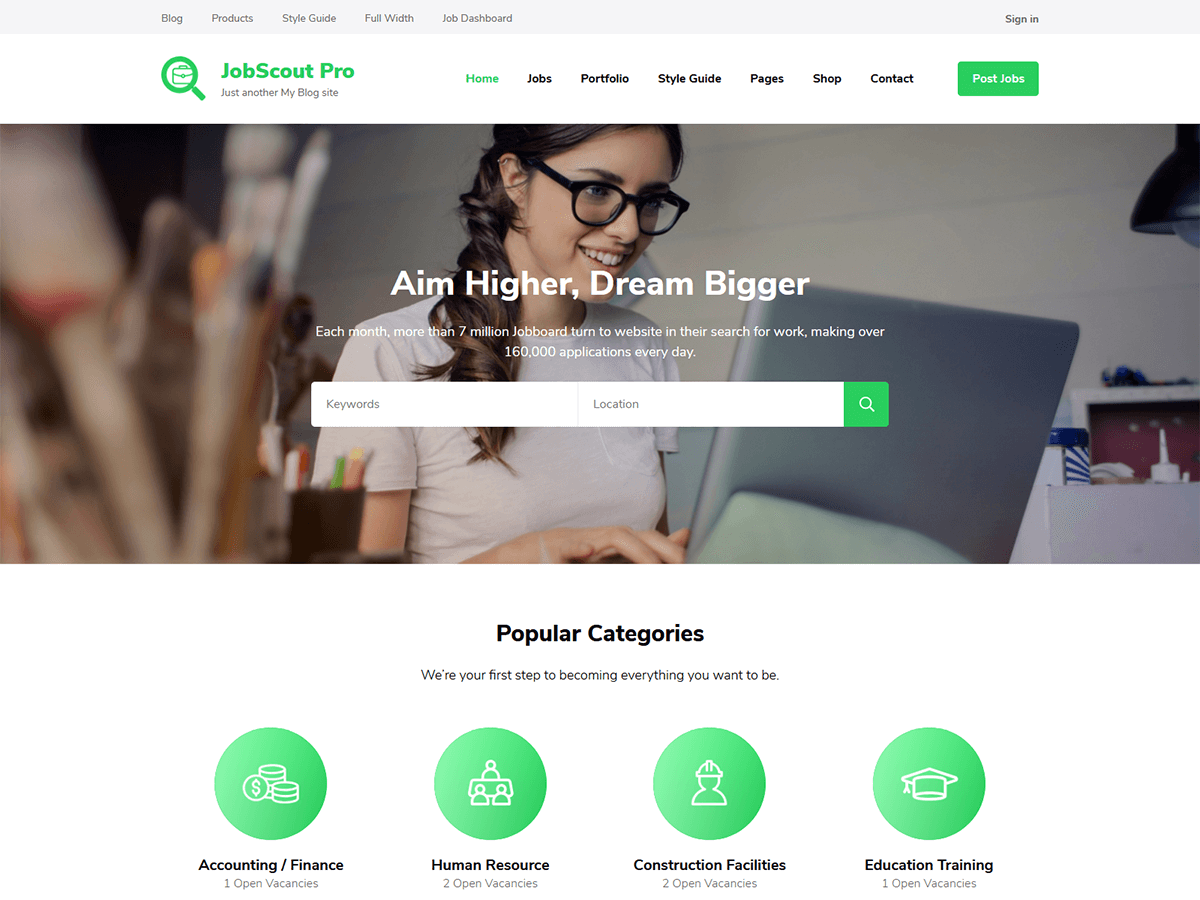 Blog Products Style Guide Full Width Job Dashboard Sign in
JobScout Pro
Just another My Blog site
Home Jobs Portfolio Style Guide Pages Shop Contact Post Jobs
Aim Higher, Dream Bigger
Each month, more than 7 million Jobboard turn to website in their search for work, making over
160,000 applications every day.
Keywords Location
Popular Categories
We're your first step to becoming everything you want to be.
$
Accounting / Finance Human Resource Construction Facilities Education Training
1 Open Vacancies 2 Open Vacancies 2 Open Vacancies 1 Open Vacancies